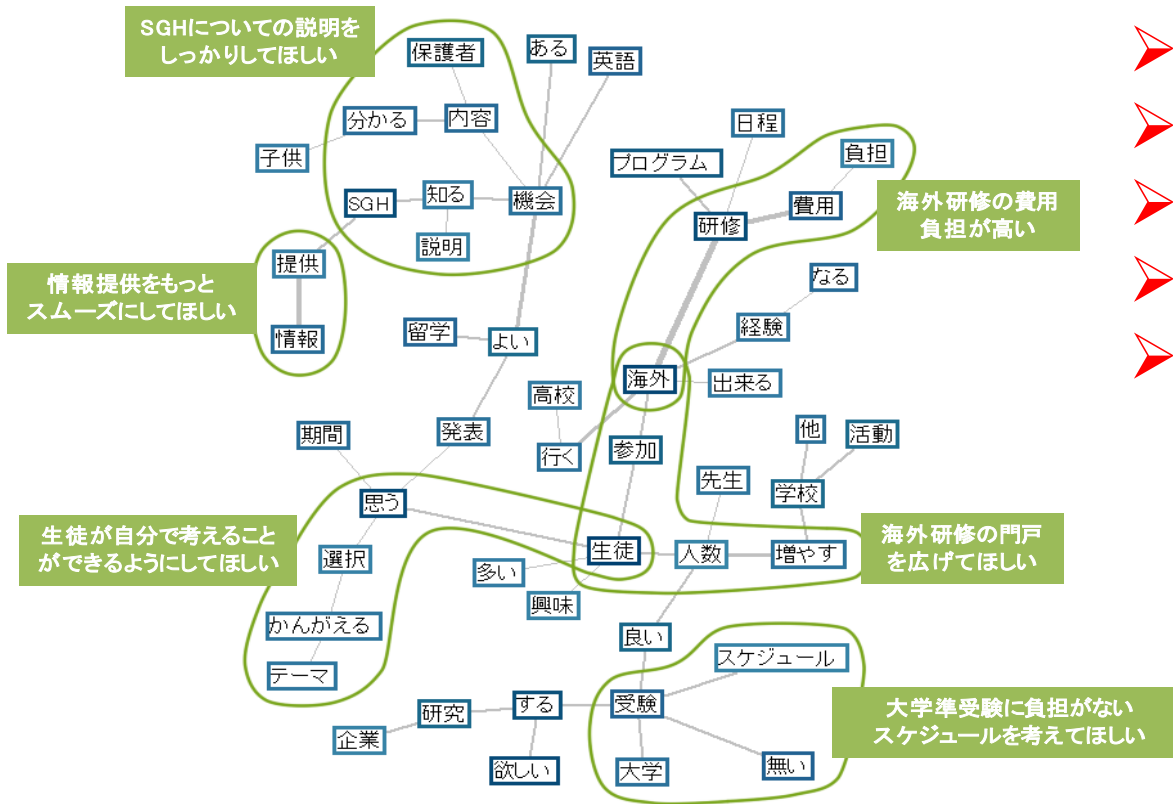 SGHについての説明を
しっかりしてほしい
保護者
ある
英語
分かる
内容
子供
日程
プログラム
負担
SGH
知る
機会
説明
研修
費用
海外研修の費用
負担が高い
提供
情報提供をもっと
スムーズにしてほしい
情報
なる
留学
よい
経験
海外
出来る
高校
期間
発表
行く
参加
他
活動
先生
学校
思う
生徒が自分で考えること
ができるようにしてほしい
選択
生徒
人数
増やす
海外研修の門戸
を広げてほしい
多い
興味
かんがえる
テーマ
良い
スケジュール
する
受験
研究
企業
欲しい
大学
無い
大学準受験に負担がない
スケジュールを考えてほしい